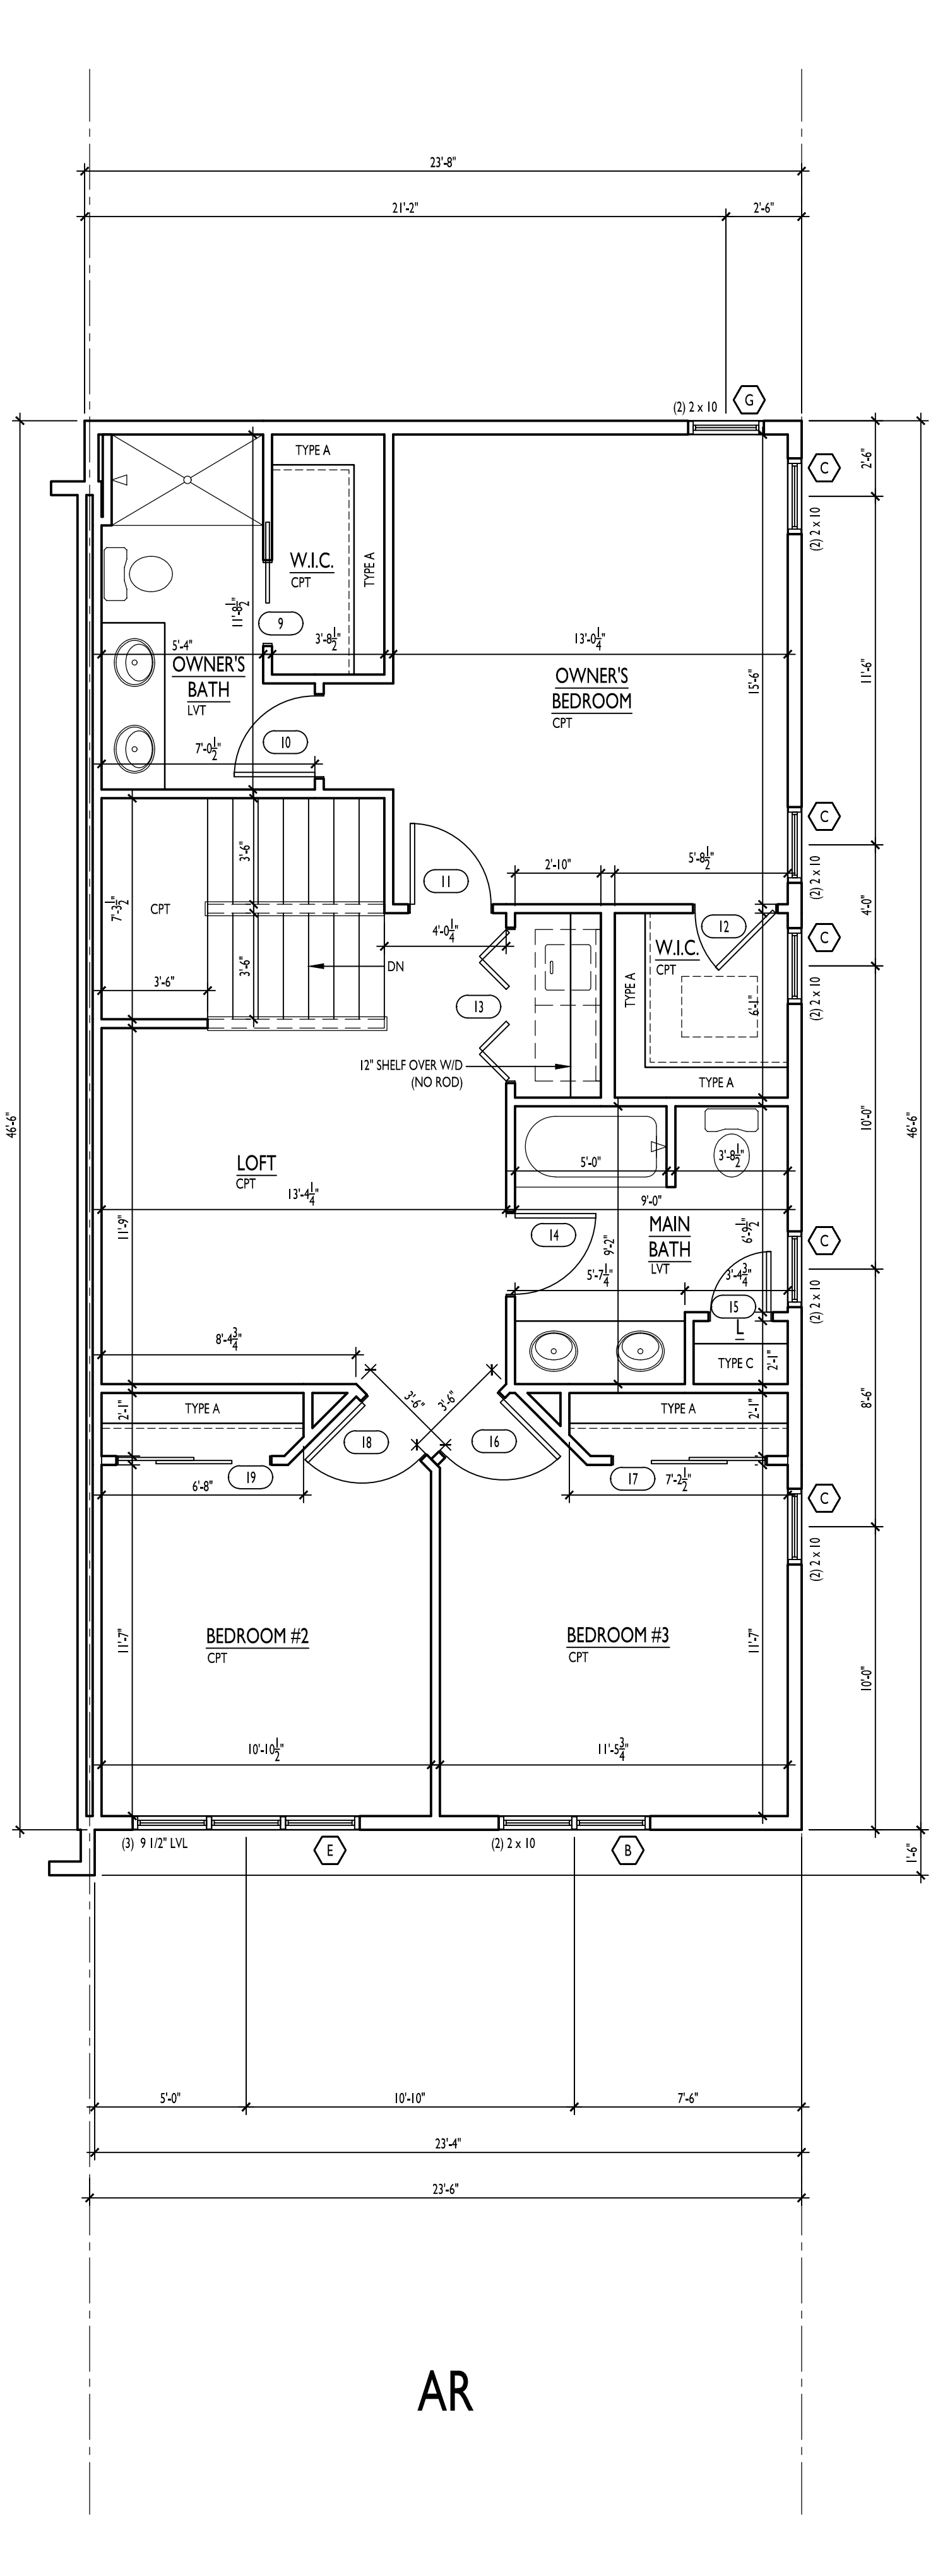 23'-8"
21'-2"
2'-6"
(2) 2 x 10
G
TYPE A
C
2'-6"
(2) 2 x 10
W.I.C.
CPT
TYPE A
11'-8 1/2"
9
3'-8 1/2"
13'-0 1/4"
5'-4"
OWNER'S
BATH
LVT
OWNER'S
BEDROOM
CPT
15'-6"
11'-6"
7'-0 1/2"
10
C
(2) 2 x 10
3'-6"
2'-10"
5'-8 1/2"
11
CPT
7'-3 1/2"
4'-0"
4'-0 1/4"
12
C
W.I.C.
CPT
3'-6"
3'-6"
DN
TYPE A
(2) 2 x 10
13
6'-1"
12" SHELF OVER W/D
(NO ROD)
TYPE A
46'-6"
10'-0"
46'-6"
LOFT
CPT
5'-0"
3'-8 1/2"
13'-4 1/4"
9'-0"
11'-9"
MAIN
BATH
LVT
6'-9 1/2"
14
9'-2"
C
5'-7 1/4"
3'-4 3/4"
(2) 2 x 10
15
L
8'-4 3/4"
TYPE C
2'-1"
3'-6"
3'-6"
8'-6"
2'-1"
TYPE A
TYPE A
2'-1"
18
16
19
6'-8"
17
7'-2 1/2"
C
(2) 2 x 10
BEDROOM #2
CPT
11'-7"
BEDROOM #3
CPT
11'-7"
10'-0"
10'-10 1/2"
11'-5 3/4"
(3) 9 1/2" LVL
E
(2) 2 x 10
B
1'-6"
5'-0"
10'-10"
7'-6"
23'-4"
23'-6"
AR